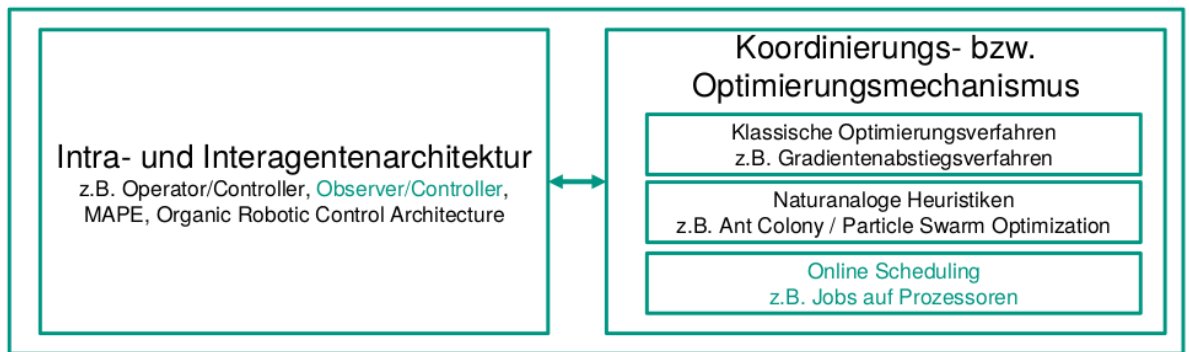 Intra- und Interagentenarchitektur
z.B. Operator/Controller, Observer/Controller,
MAPE, Organic Robotic Control Architecture
Koordinierungs- bzw.
Optimierungsmechanismus
Klassische Optimierungsverfahren
z.B. Gradientenabstiegsverfahren
Naturanaloge Heuristiken
z.B. Ant Colony / Particle Swarm Optimization
Online Scheduling
z.B. Jobs auf Prozessoren